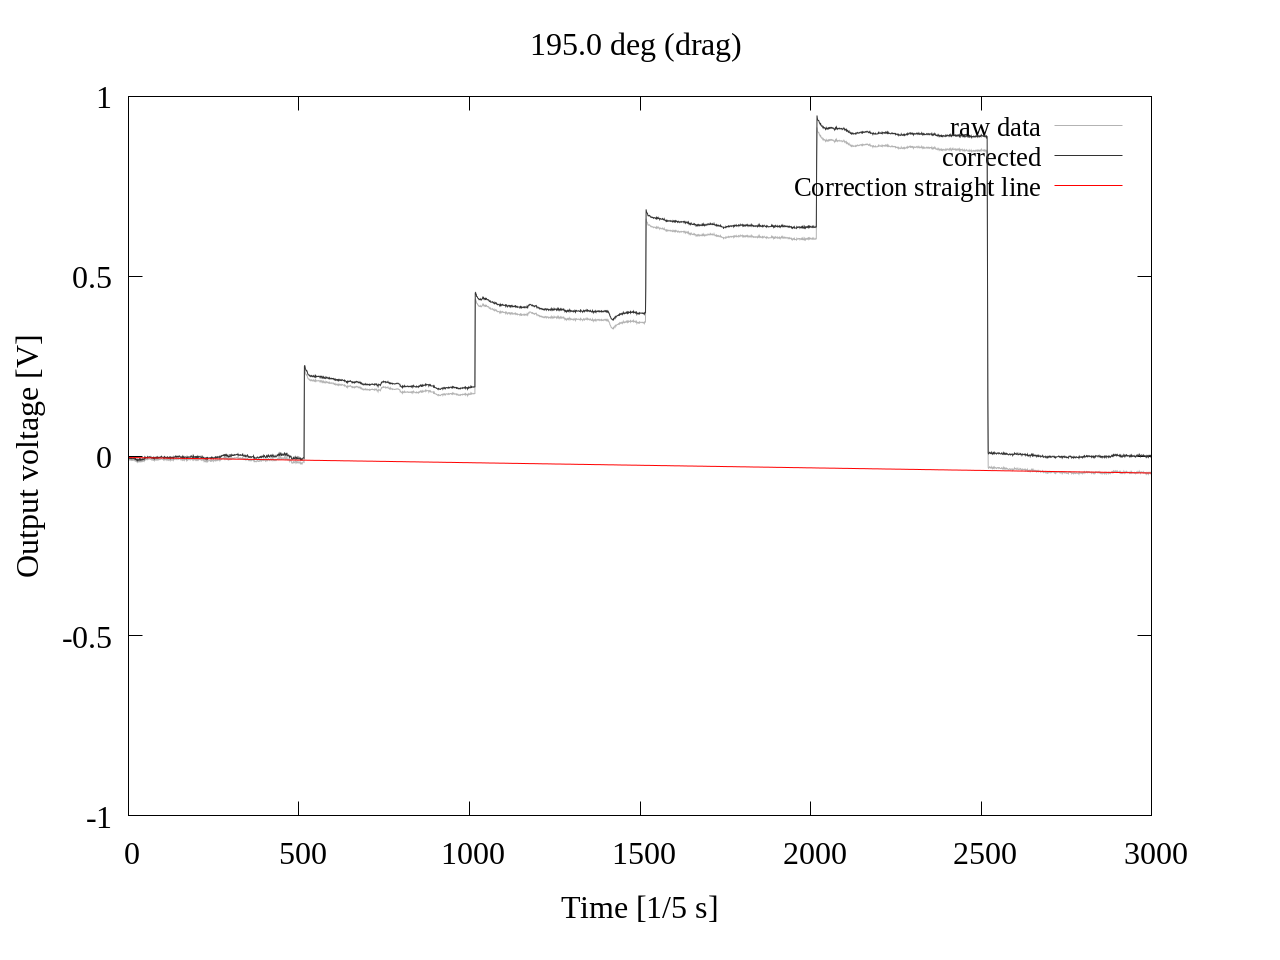 195.0 deg (drag)
1
0.5
0
-0.5
-1
Output voltage [V]
raw data
corrected
Correction straight line
0 500 1000 1500 2000 2500 3000
Time [1/5 s]